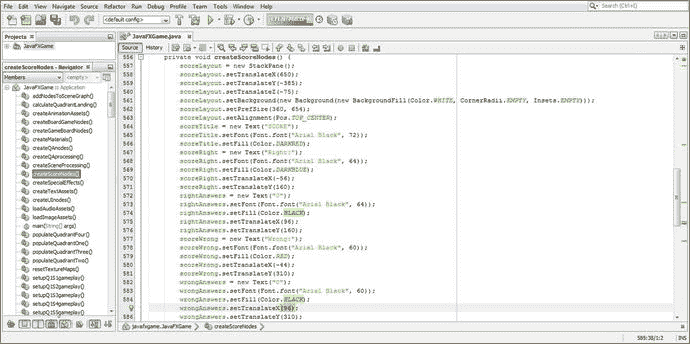 File Edit View Navigate Source Refactor Run Debug Profile Team Tools Window Help
Search (Ctrl+I)
<default config>
Projects
JavaFXGame
createScoreNodes() - Navigator
Members <empty>
JavaFXGame :: Application
addNodesToSceneGraph()
calculateQuadrantLanding()
createAnimationAssets()
createBoardGameNodes()
createGameBoardNodes()
createMaterials()
createQAnodes()
createQAprocessing()
createSceneProcessing()
createScoreNodes()
createSpecialEffects()
createTextAssets()
createUInodes()
loadAudioAssets()
loadImageAssets()
main(String[] args)
populateQuadrantFour()
populateQuadrantOne()
populateQuadrantThree()
populateQuadrantTwo()
resetTextureMaps()
setupQ1S1gameplay()
setupQ1S2gameplay()
setupQ1S3gameplay()
setupQ1S4gameplay()
JavaFXGame.java
Source History
556 private void createScoreNodes() {
557 scoreLayout = new StackPane();
558 scoreLayout.setTranslateX(650);
559 scoreLayout.setTranslateY(-385);
560 scoreLayout.setTranslateZ(-75);
561 scoreLayout.setBackground(new Background(new BackgroundFill(Color.WHITE, CornerRadii.EMPTY, Insets.EMPTY)));
562 scoreLayout.setPrefSize(360, 654);
563 scoreLayout.setAlignment(Pos.TOP_CENTER);
564 scoreTitle = new Text("SCORE");
565 scoreTitle.setFont(Font.font("Arial Black", 72));
566 scoreTitle.setFill(Color.DARKRED);
567 scoreRight = new Text("Right:");
568 scoreRight.setFont(Font.font("Arial Black", 64));
569 scoreRight.setFill(Color.DARKBLUE);
570 scoreRight.setTranslateX(-56);
571 scoreRight.setTranslateY(160);
572 rightAnswers = new Text("0");
573 rightAnswers.setFont(Font.font("Arial Black", 64));
574 rightAnswers.setFill(Color.BLACK);
575 rightAnswers.setTranslateX(96);
576 rightAnswers.setTranslateY(160);
577 scoreWrong = new Text("Wrong:");
578 scoreWrong.setFont(Font.font("Arial Black", 60));
579 scoreWrong.setFill(Color.RED);
580 scoreWrong.setTranslateX(-44);
581 scoreWrong.setTranslateY(310);
582 wrongAnswers = new Text("0");
583 wrongAnswers.setFont(Font.font("Arial Black", 60));
584 wrongAnswers.setFill(Color.BLACK);
wrongAnswers.setTranslateX(96);
586 wrongAnswers.setTranslateY(310);
javafxgame.JavaFXGame createScoreNodes()
585:38/1:2 INS